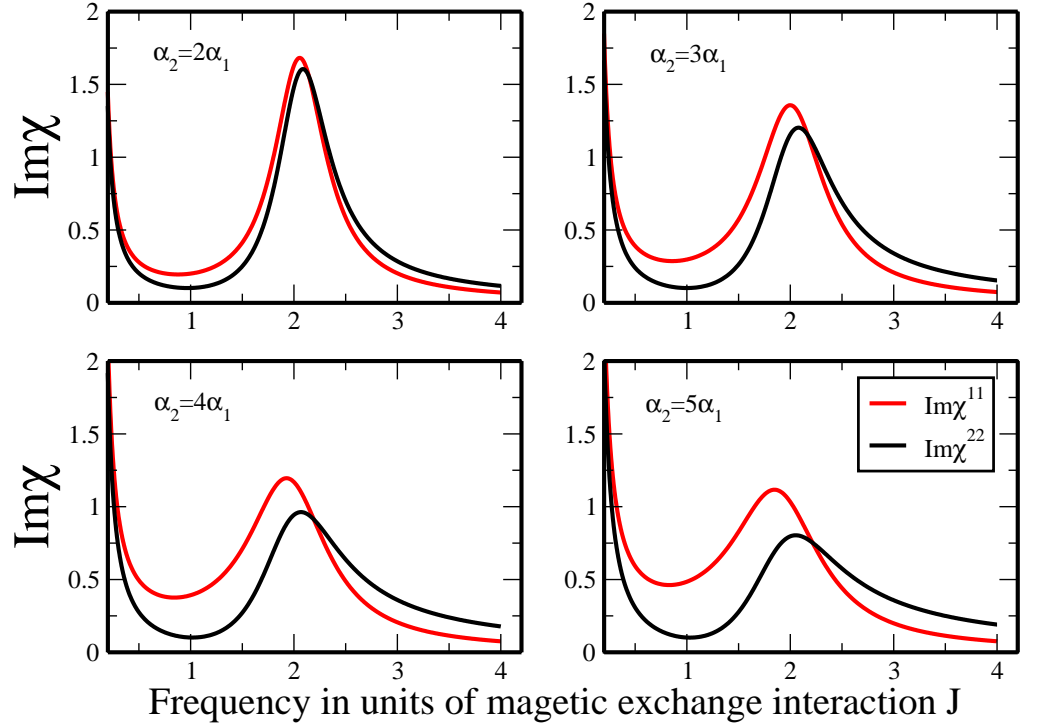 2
1.5
1
0.5
0
Imχ
α₂=2α₁
1 2 3 4
2
1.5
1
0.5
0
α₂=3α₁
1 2 3 4
2
1.5
1
0.5
0
Imχ
α₂=4α₁
1 2 3 4
2
1.5
1
0.5
0
α₂=5α₁
Imχ¹¹
Imχ²²
1 2 3 4
Frequency in units of magetic exchange interaction J